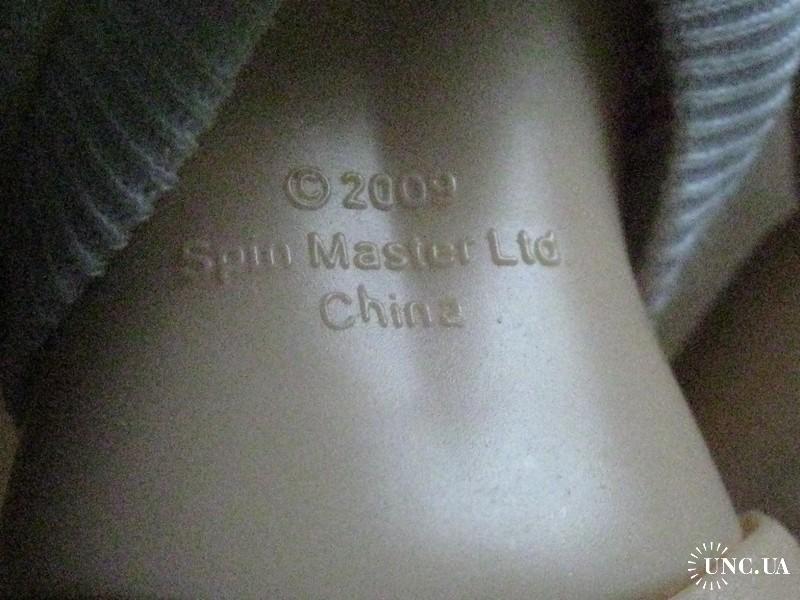 © 2009
Spin Master Ltd.
China
UNC.UA